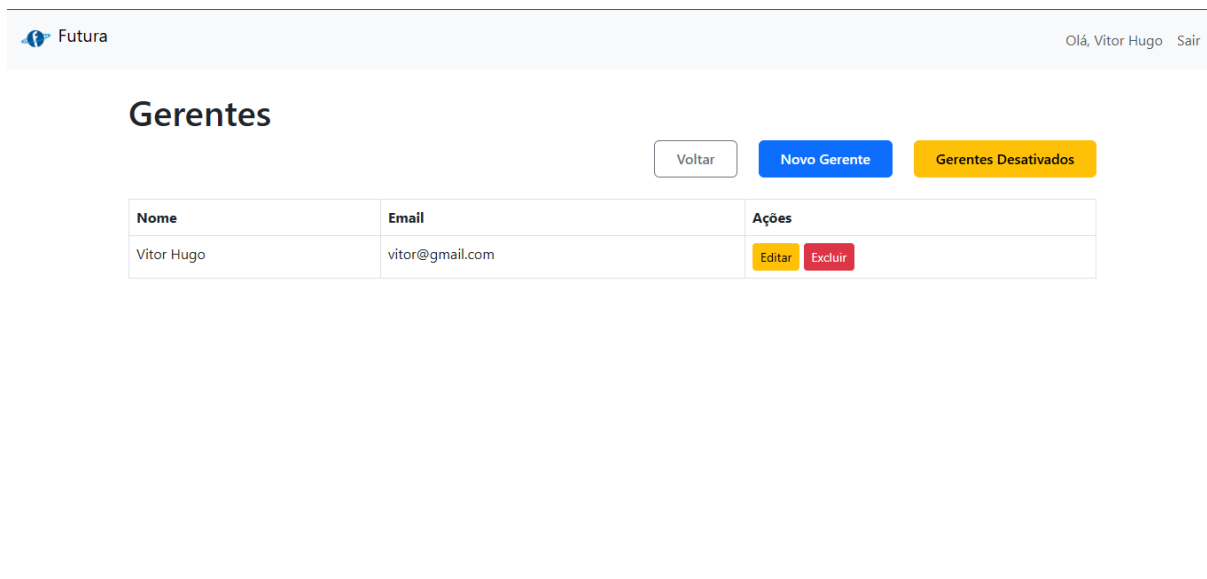 Futura
Olá, Vitor Hugo Sair
Gerentes
Voltar Novo Gerente Gerentes Desativados
Nome Email Ações
Vitor Hugo vitor@gmail.com Editar Excluir